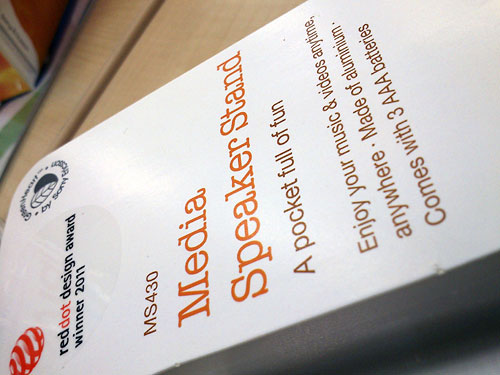 reddot design award
winner 2011
MS430
Media
Speaker Stand
A pocket full of fun
Enjoy your music & videos anytime,
anywhere · Made of aluminium ·
Comes with 3 AAA batteries